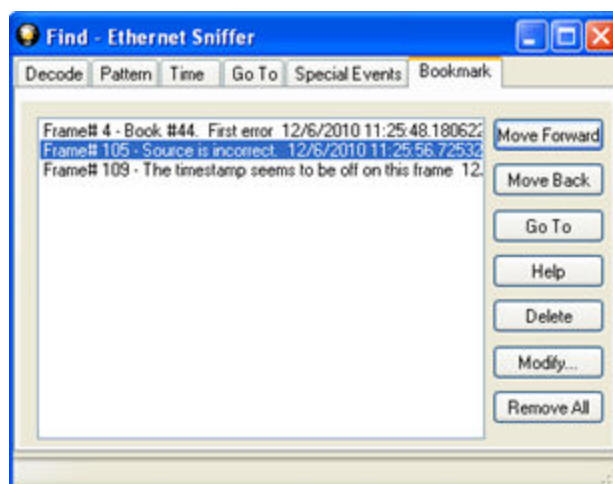 Find - Ethernet Sniffer
Decode Pattern Time Go To Special Events Bookmark
Frame# 4 - Book #44. First error 12/6/2010 11:25:48.180622
Frame# 105 - Source is incorrect. 12/6/2010 11:25:56.72532
Frame# 109 - The timestamp seems to be off on this frame 12.
Move Forward
Move Back
Go To
Help
Delete
Modify...
Remove All